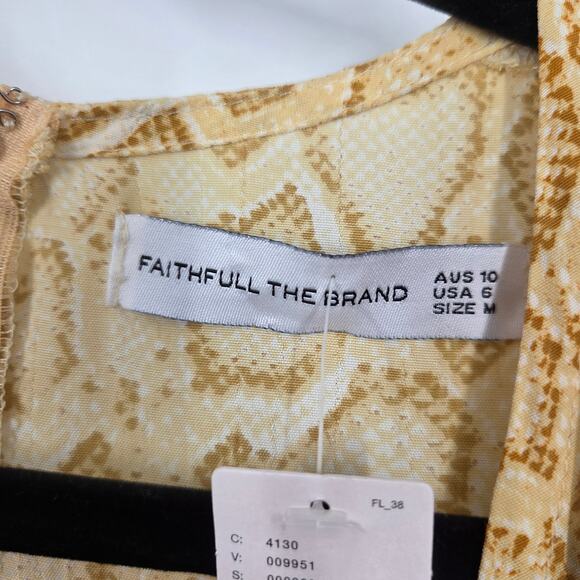 FAITHFULL THE BRAND
AUS 10
USA 6
SIZE M
FL_38
C: 4130
V: 009951
S: